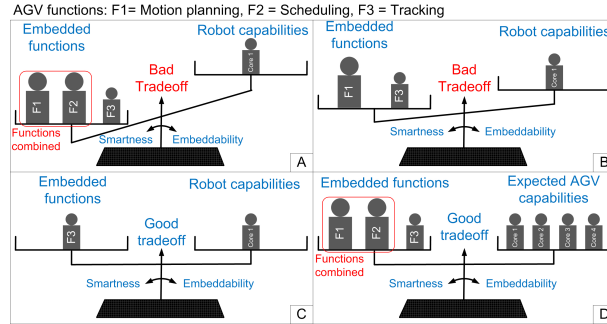 AGV functions: F1= Motion planning, F2 = Scheduling, F3 = Tracking
Embedded
functions
Robot capabilities
Core 1
F1
F2
F3
Bad
Tradeoff
Functions
combined
Smartness
Embeddability
A
Embedded
functions
Robot capabilities
Core 1
F1
F3
Bad
Tradeoff
Smartness
Embeddability
B
Embedded
functions
Robot capabilities
F3
Core 1
Good
tradeoff
Smartness
Embeddability
C
Embedded functions
Expected AGV
capabilities
F1
F2
F3
Core 1
Core 2
Core 3
Core 4
Good
tradeoff
Functions
combined
Smartness
Embeddability
D